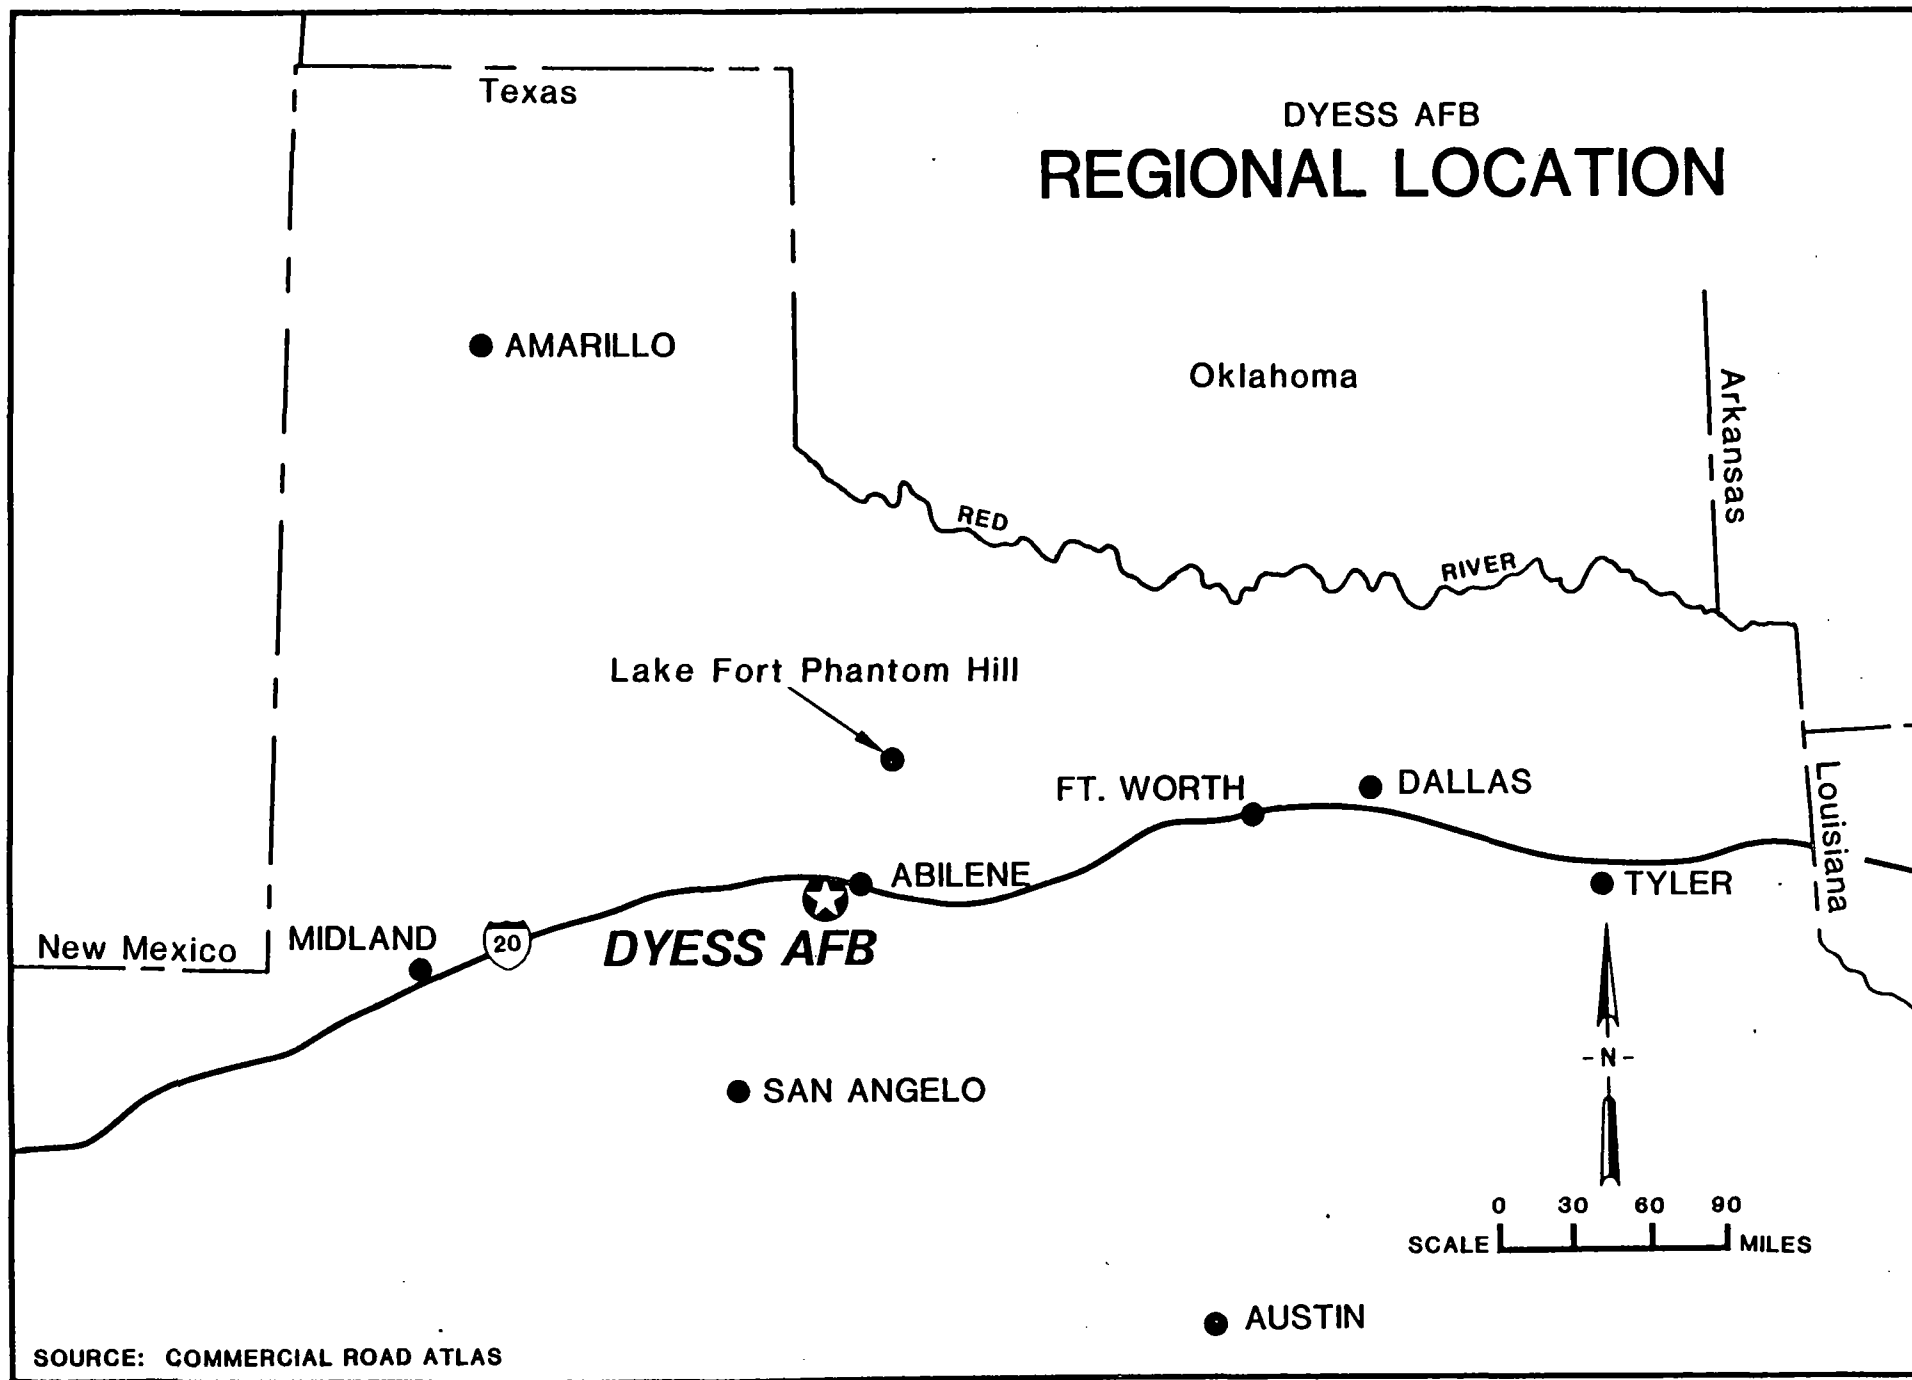 Texas
DYESS AFB
REGIONAL LOCATION
AMARILLO
Oklahoma
Arkansas
RED
RIVER
Lake Fort Phantom Hill
FT. WORTH
DALLAS
Louisiana
ABILENE
TYLER
New Mexico
MIDLAND
20
DYESS AFB
-N-
SAN ANGELO
0 30 60 90
SCALE MILES
AUSTIN
SOURCE: COMMERCIAL ROAD ATLAS